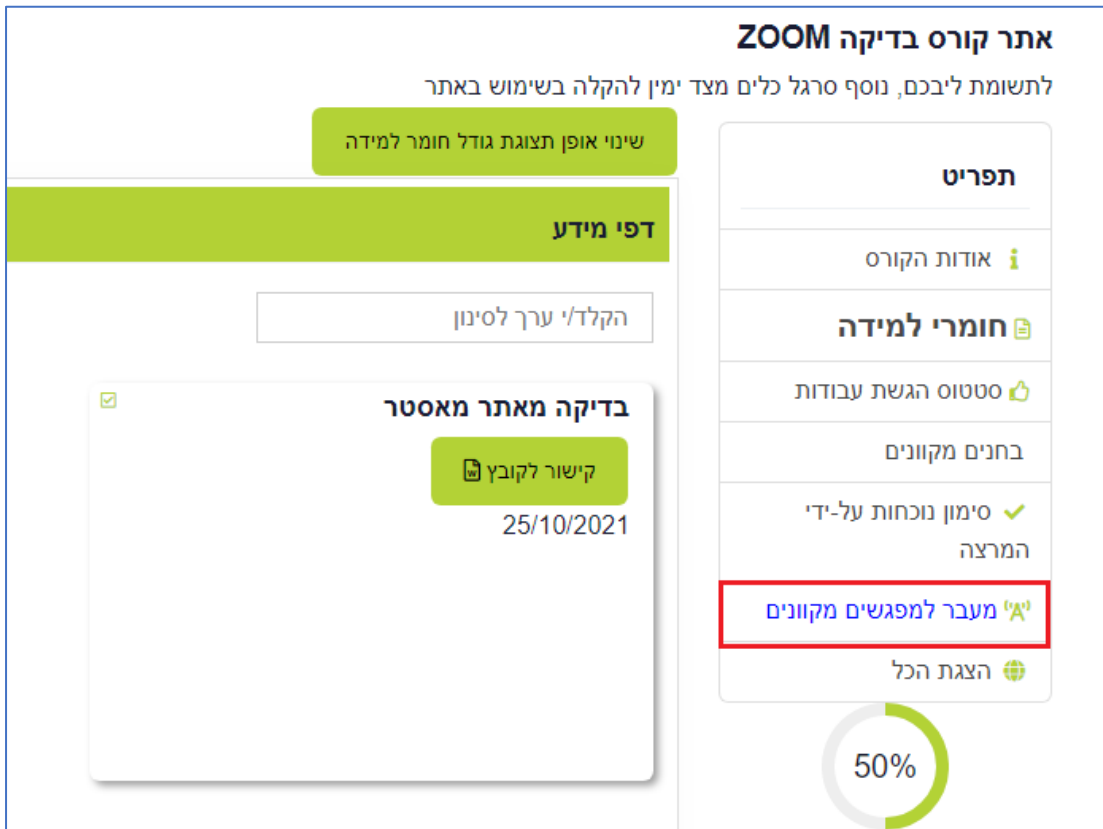 אתר קורס בדיקה ZOOM
לתשומת ליבכם, נוסף סרגל כלים מצד ימין להקלה בשימוש באתר
תפריט
אודות הקורס
חומרי למידה
סטטוס הגשת עבודות
בחנים מקוונים
סימון נוכחות על-ידי
המרצה
מעבר למפגשים מקוונים
הצגת הכל
50%
שינוי אופן תצוגת גודל חומר למידה
דפי מידע
הקלד/י ערך לסינון
בדיקה מאתר מאסטר
קישור לקובץ
25/10/2021